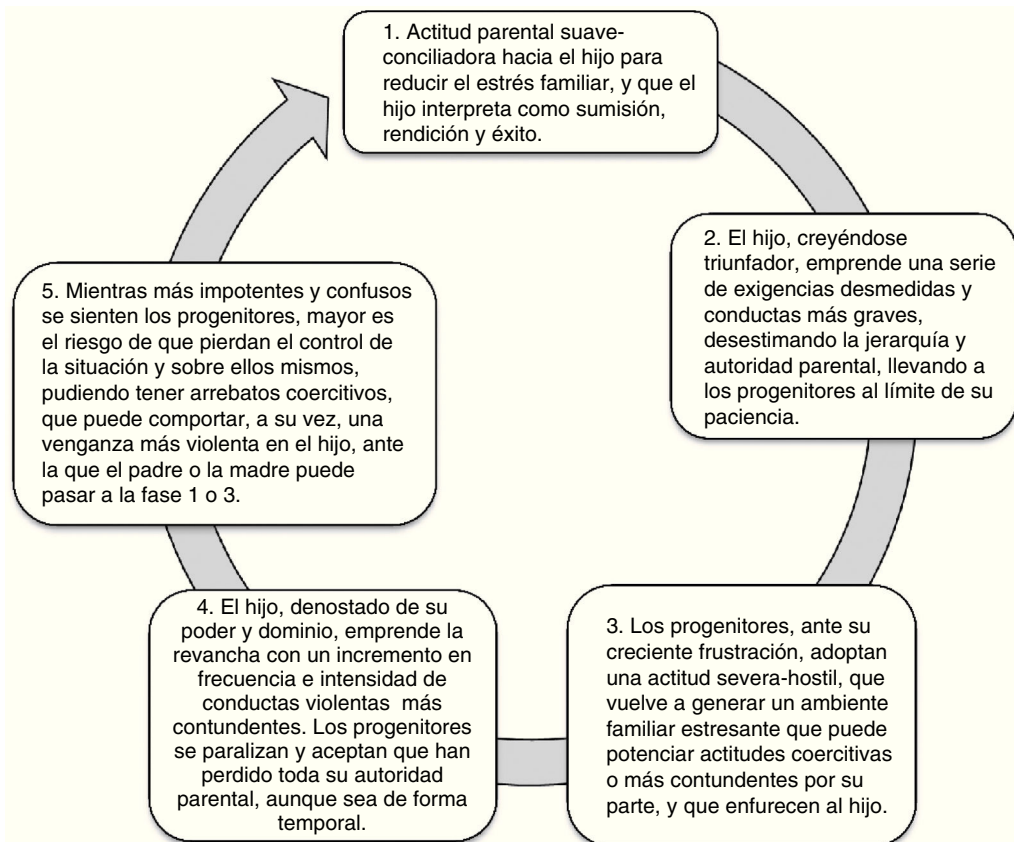 1. Actitud parental suave-
conciliadora hacia el hijo para
reducir el estrés familiar, y que el
hijo interpreta como sumisión,
rendición y éxito.
2. El hijo, creyéndose
triunfador, emprende una serie
de exigencias desmedidas y
conductas más graves,
desestimando la jerarquía y
autoridad parental, llevando a
los progenitores al límite de su
paciencia.
3. Los progenitores, ante su
creciente frustración, adoptan
una actitud severa-hostil, que
vuelve a generar un ambiente
familiar estresante que puede
potenciar actitudes coercitivas
o más contundentes por su
parte, y que enfurecen al hijo.
4. El hijo, denostado de su
poder y dominio, emprende la
revancha con un incremento en
frecuencia e intensidad de
conductas violentas más
contundentes. Los progenitores
se paralizan y aceptan que han
perdido toda su autoridad
parental, aunque sea de forma
temporal.
5. Mientras más impotentes y confusos
se sienten los progenitores, mayor es
el riesgo de que pierdan el control de
la situación y sobre ellos mismos,
pudiendo tener arrebatos coercitivos,
que puede comportar, a su vez, una
venganza más violenta en el hijo, ante
la que el padre o la madre puede
pasar a la fase 1 o 3.